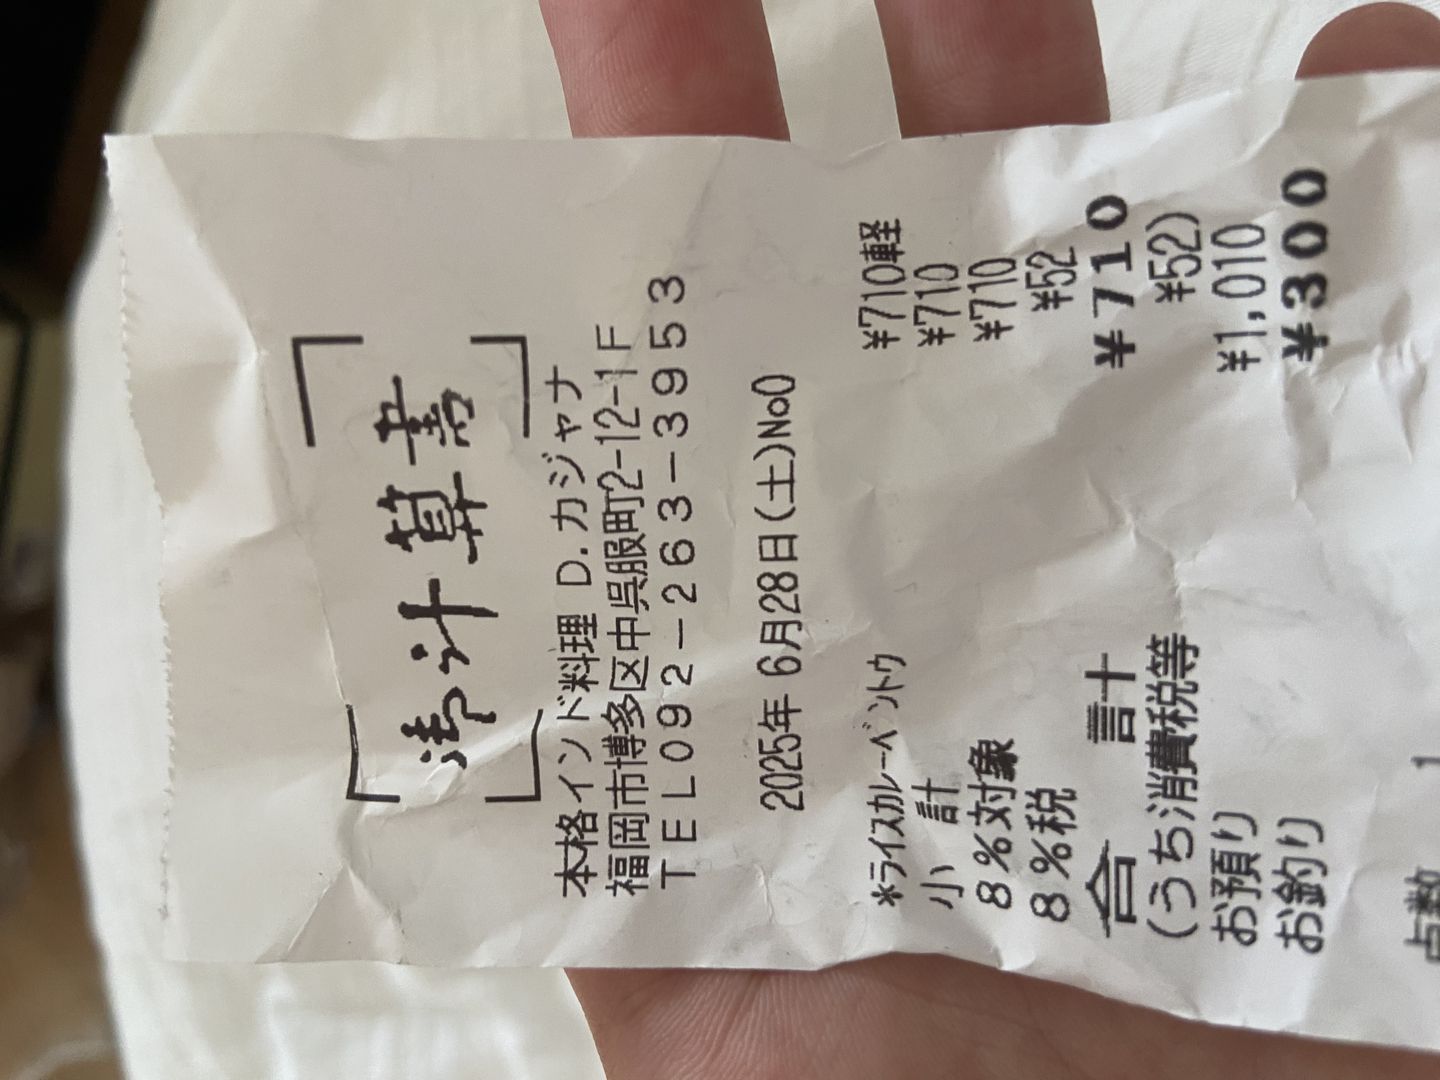 御計算書
本格インド料理 D.カジャナ
福岡市博多区中呉服町2-12-1F
TEL092-263-3953
2025年 6月28日(土)No0
*ライスカレーベントウ ¥710軽
小 計 ¥710
8%対象 ¥710
8%税 ¥52
合 計 ¥710
(うち消費税等 ¥52)
お預り ¥1,010
お釣り ¥300
点数 1